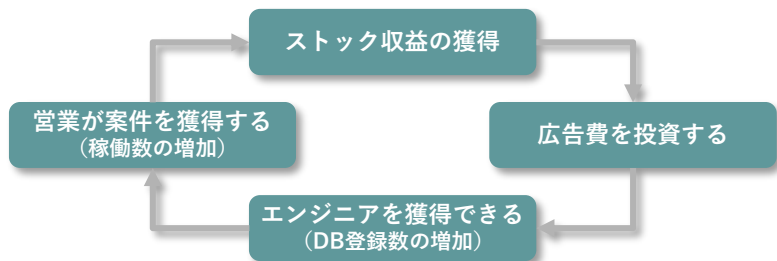 ストック収益の獲得
営業が案件を獲得する
（稼働数の増加）
広告費を投資する
エンジニアを獲得できる
（DB登録数の増加）